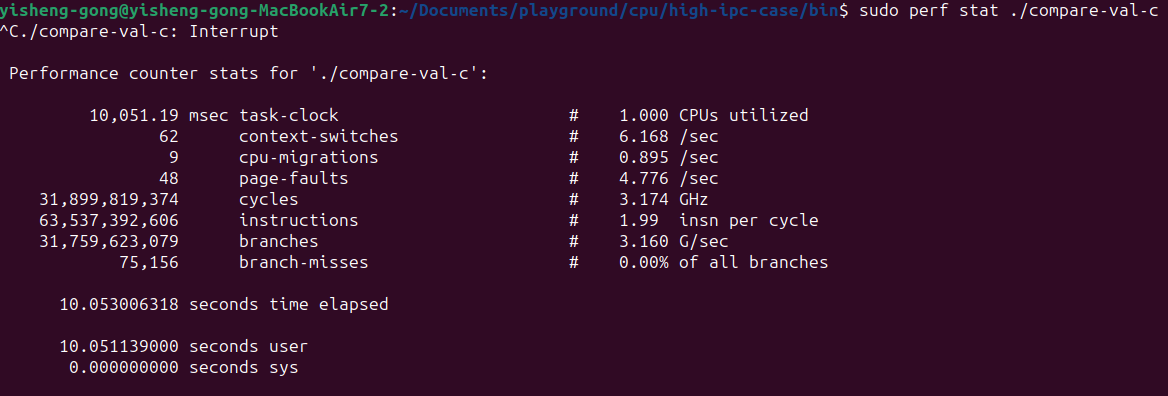 yisheng-gong@yisheng-gong-MacBookAir7-2:~/Documents/playground/cpu/high-ipc-case/bin$ sudo perf stat ./compare-val-c
^C./compare-val-c: Interrupt
Performance counter stats for './compare-val-c':
10,051.19 msec task-clock # 1.000 CPUs utilized
62 context-switches # 6.168 /sec
9 cpu-migrations # 0.895 /sec
48 page-faults # 4.776 /sec
31,899,819,374 cycles # 3.174 GHz
63,537,392,606 instructions # 1.99 insn per cycle
31,759,623,079 branches # 3.160 G/sec
75,156 branch-misses # 0.00% of all branches
10.053006318 seconds time elapsed
10.051139000 seconds user
0.000000000 seconds sys